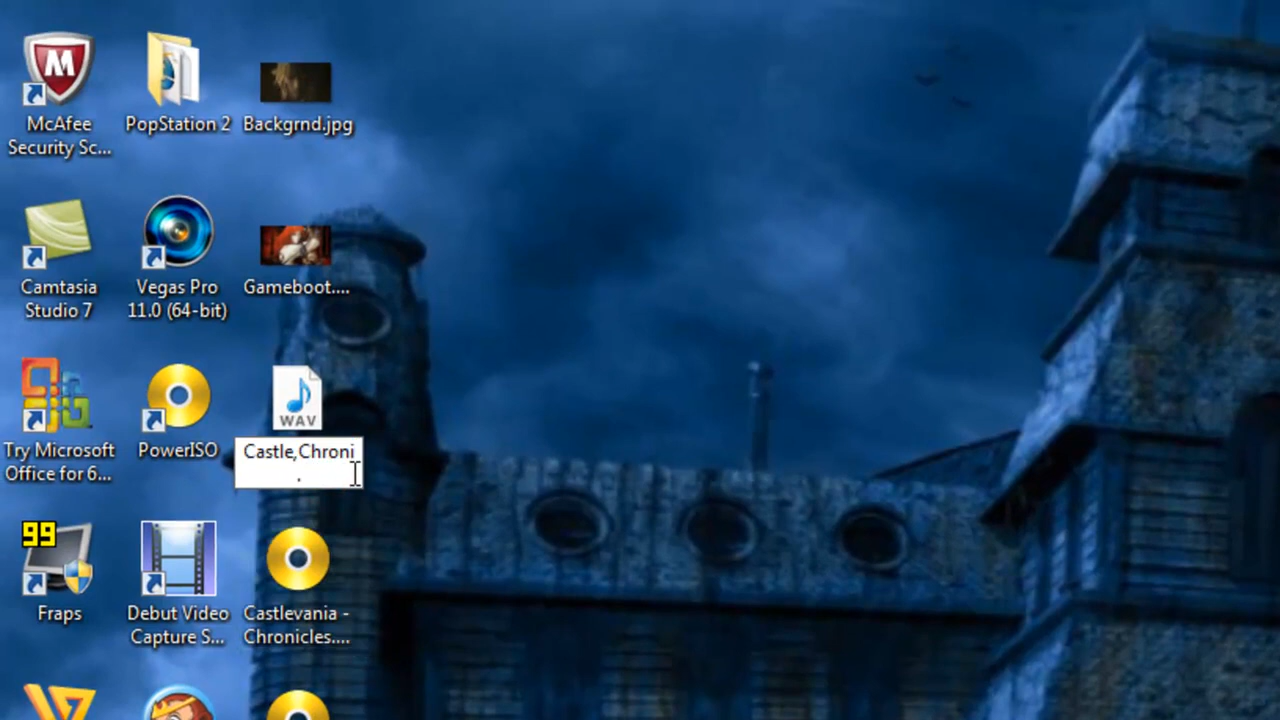 McAfee
Security Sc...
PopStation 2
Backgrnd.jpg
Camtasia
Studio 7
Vegas Pro
11.0 (64-bit)
Gameboot....
Try Microsoft
Office for 6...
PowerISO
WAV
Castle,Chroni
.
99
Fraps
Debut Video
Capture S...
Castlevania -
Chronicles....